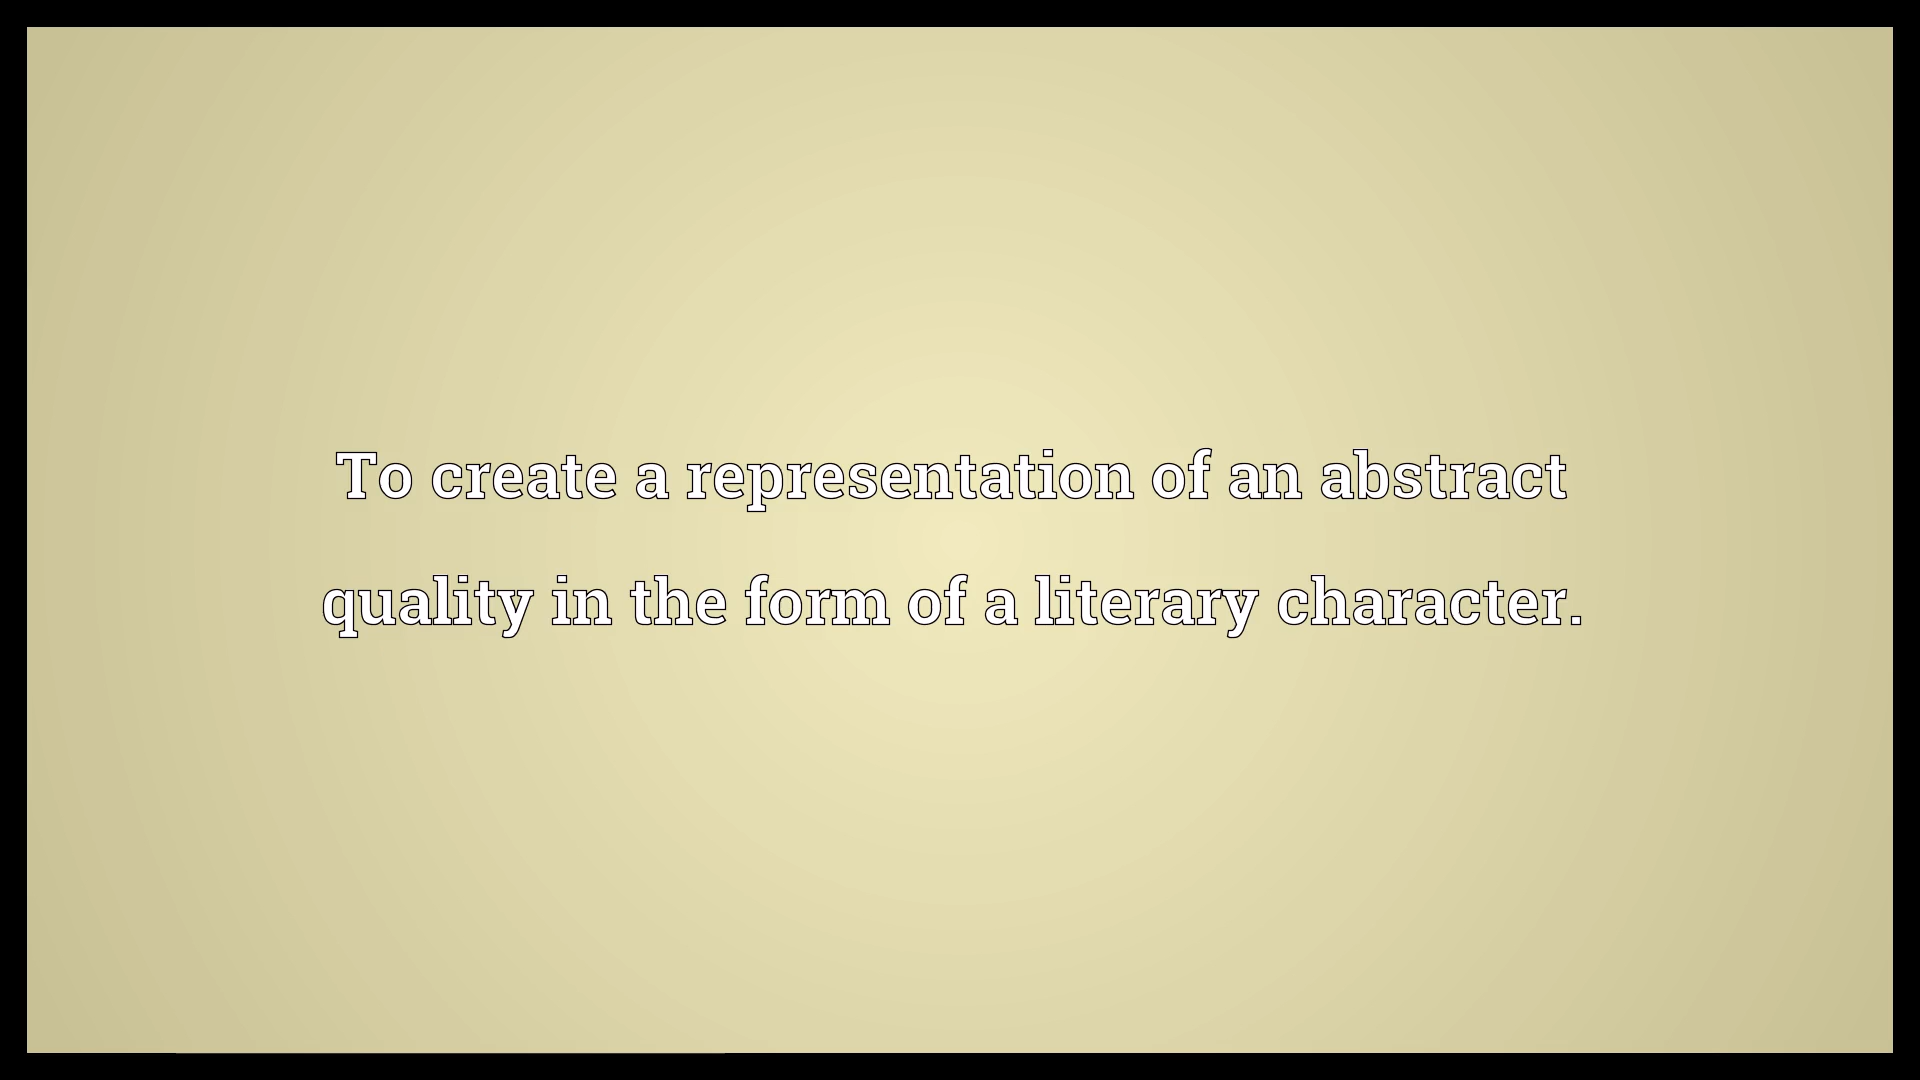 To create a representation of an abstract
quality in the form of a literary character.